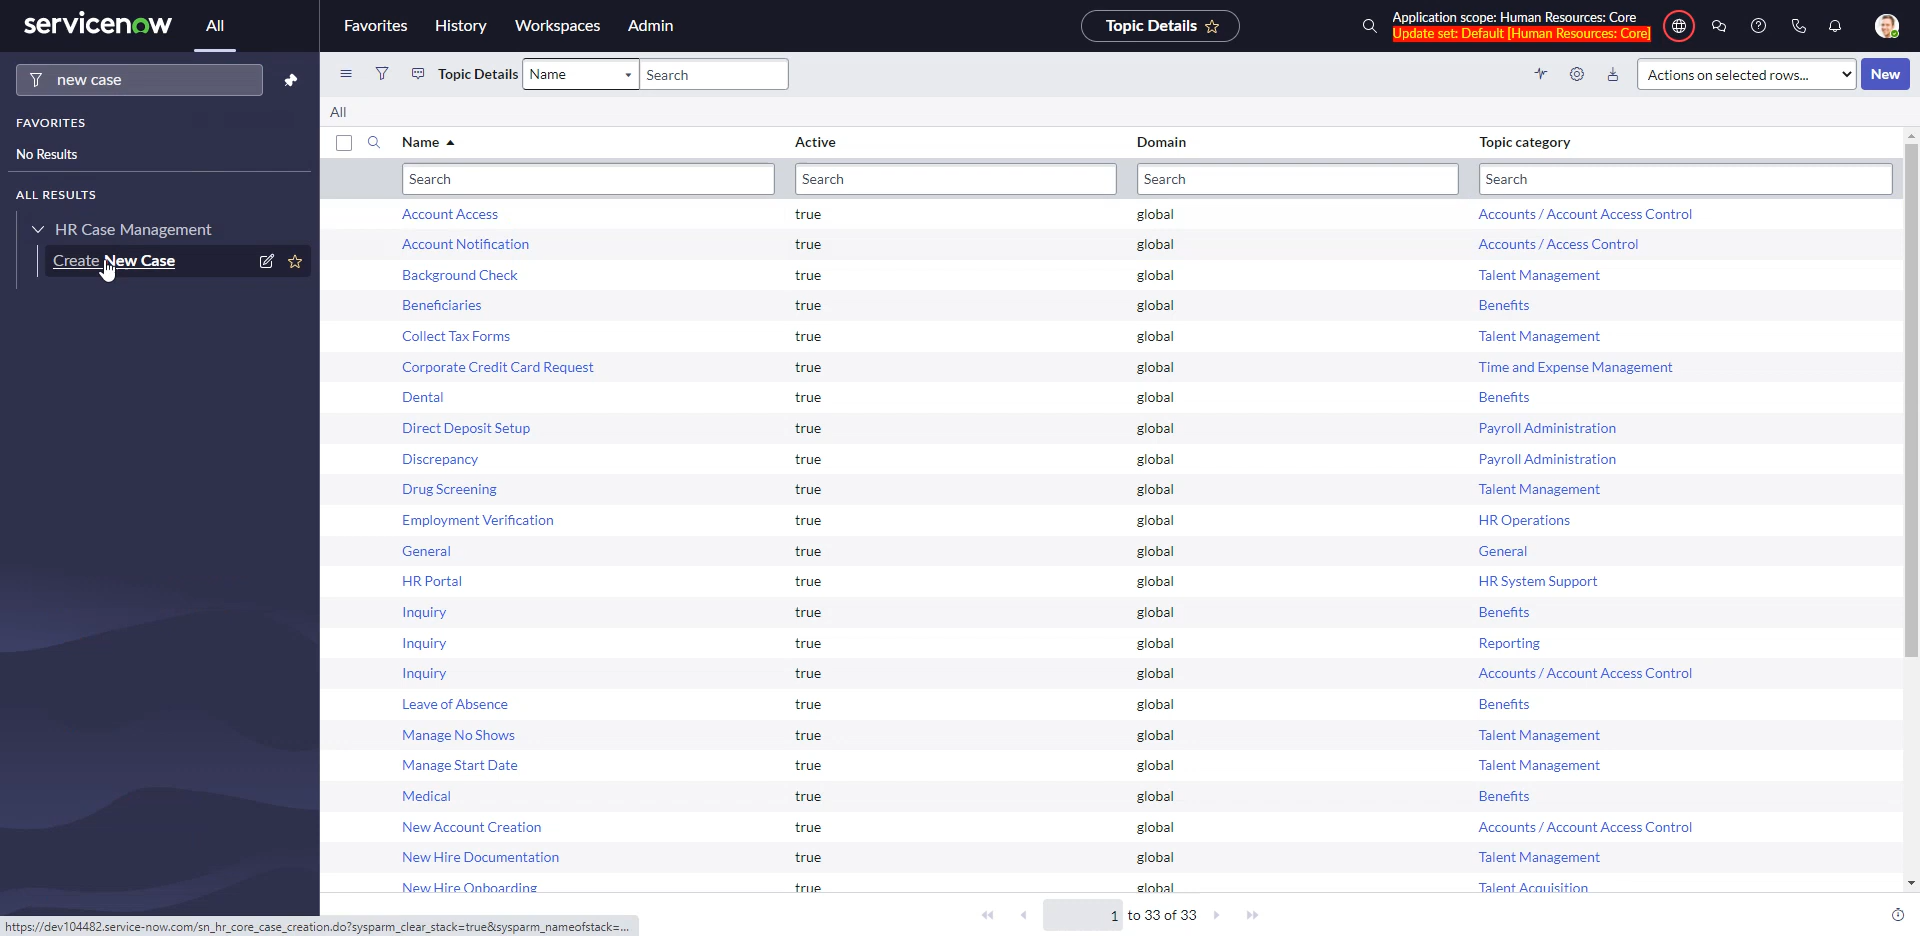 servicenow
All
Favorites
History
Workspaces
Admin
Topic Details
Application scope: Human Resources: Core
Update set: Default [Human Resources: Core]
new case
FAVORITES
No Results
ALL RESULTS
HR Case Management
Create New Case
Topic Details
Name
Search
Actions on selected rows...
New
All
Name Active Domain Topic category
Search Search Search Search
Account Access true global Accounts / Account Access Control
Account Notification true global Accounts / Access Control
Background Check true global Talent Management
Beneficiaries true global Benefits
Collect Tax Forms true global Talent Management
Corporate Credit Card Request true global Time and Expense Management
Dental true global Benefits
Direct Deposit Setup true global Payroll Administration
Discrepancy true global Payroll Administration
Drug Screening true global Talent Management
Employment Verification true global HR Operations
General true global General
HR Portal true global HR System Support
Inquiry true global Benefits
Inquiry true global Reporting
Inquiry true global Accounts / Account Access Control
Leave of Absence true global Benefits
Manage No Shows true global Talent Management
Manage Start Date true global Talent Management
Medical true global Benefits
New Account Creation true global Accounts / Account Access Control
New Hire Documentation true global Talent Management
New Hire Onboarding true global Talent Acquisition
1 to 33 of 33
https://dev104482.service-now.com/sn_hr_core_case_creation.do?sysparm_clear_stack=true&sysparm_nameofstack=...